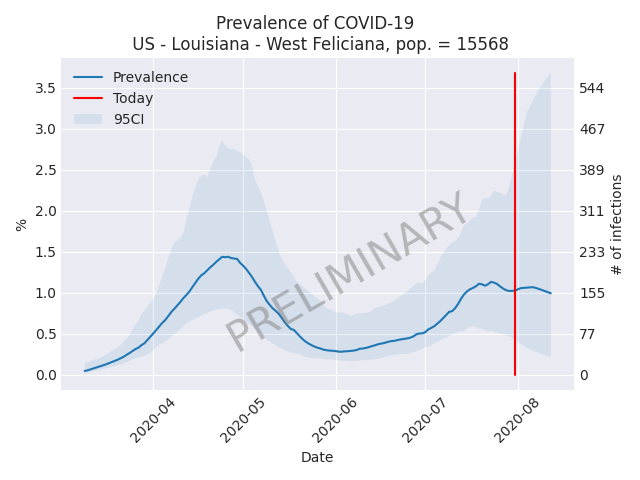 Prevalence of COVID-19
US - Louisiana - West Feliciana, pop. = 15568
Prevalence
Today
95CI
PRELIMINARY
3.5
3.0
2.5
2.0
1.5
1.0
0.5
0.0
%
544
467
389
311
233
155
77
0
# of infections
2020-04
2020-05
2020-06
2020-07
2020-08
Date